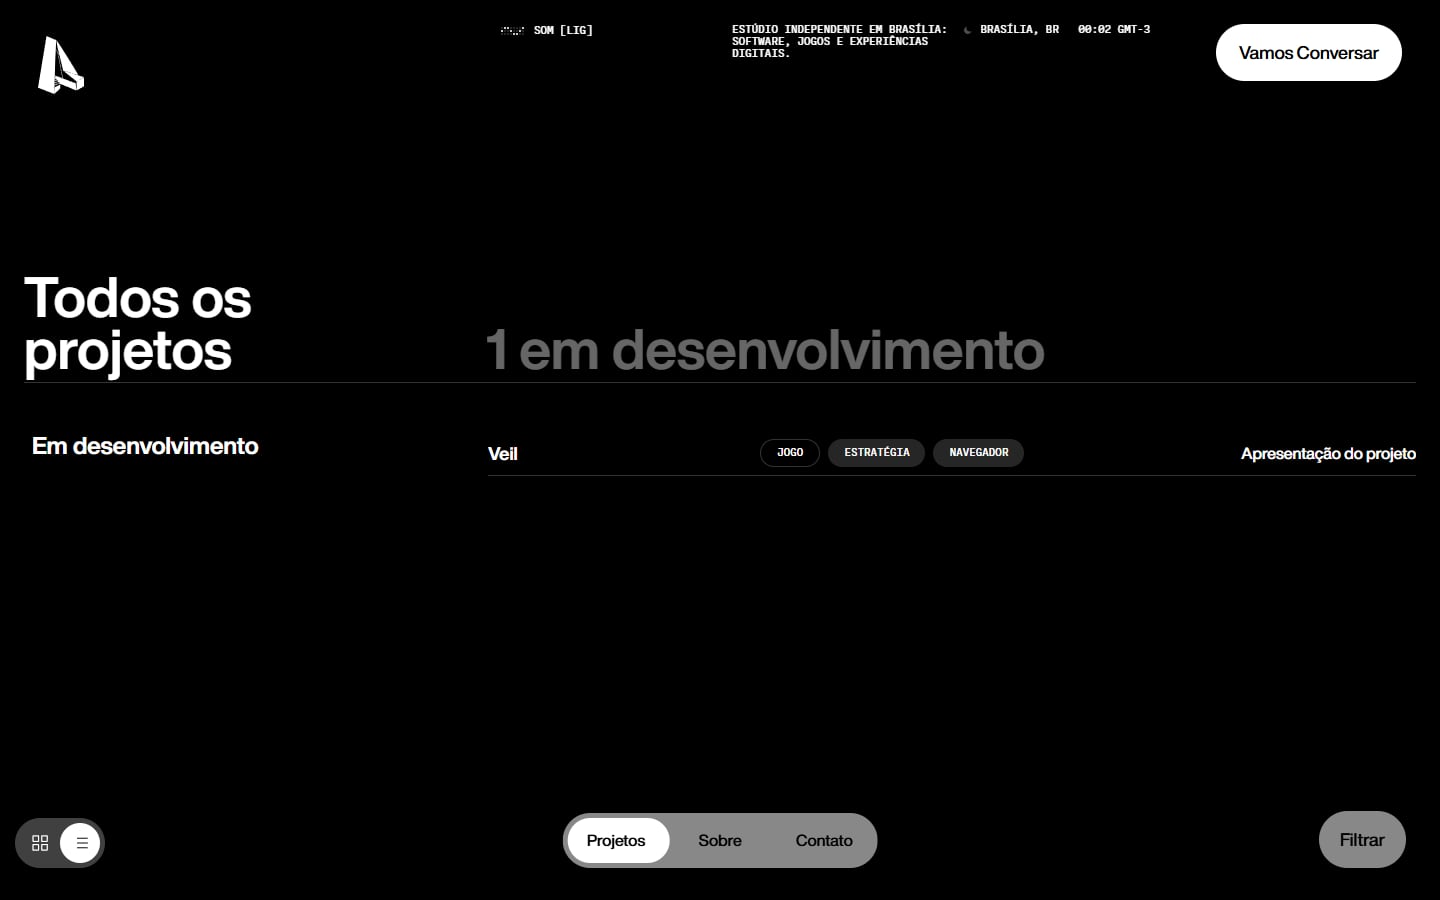 SOM [LIG]
ESTÚDIO INDEPENDENTE EM BRASÍLIA:
SOFTWARE, JOGOS E EXPERIÊNCIAS
DIGITAIS.
BRASÍLIA, BR 00:02 GMT-3
Vamos Conversar
Todos os
projetos
1 em desenvolvimento
Em desenvolvimento
Veil
JOGO
ESTRATÉGIA
NAVEGADOR
Apresentação do projeto
Projetos
Sobre
Contato
Filtrar